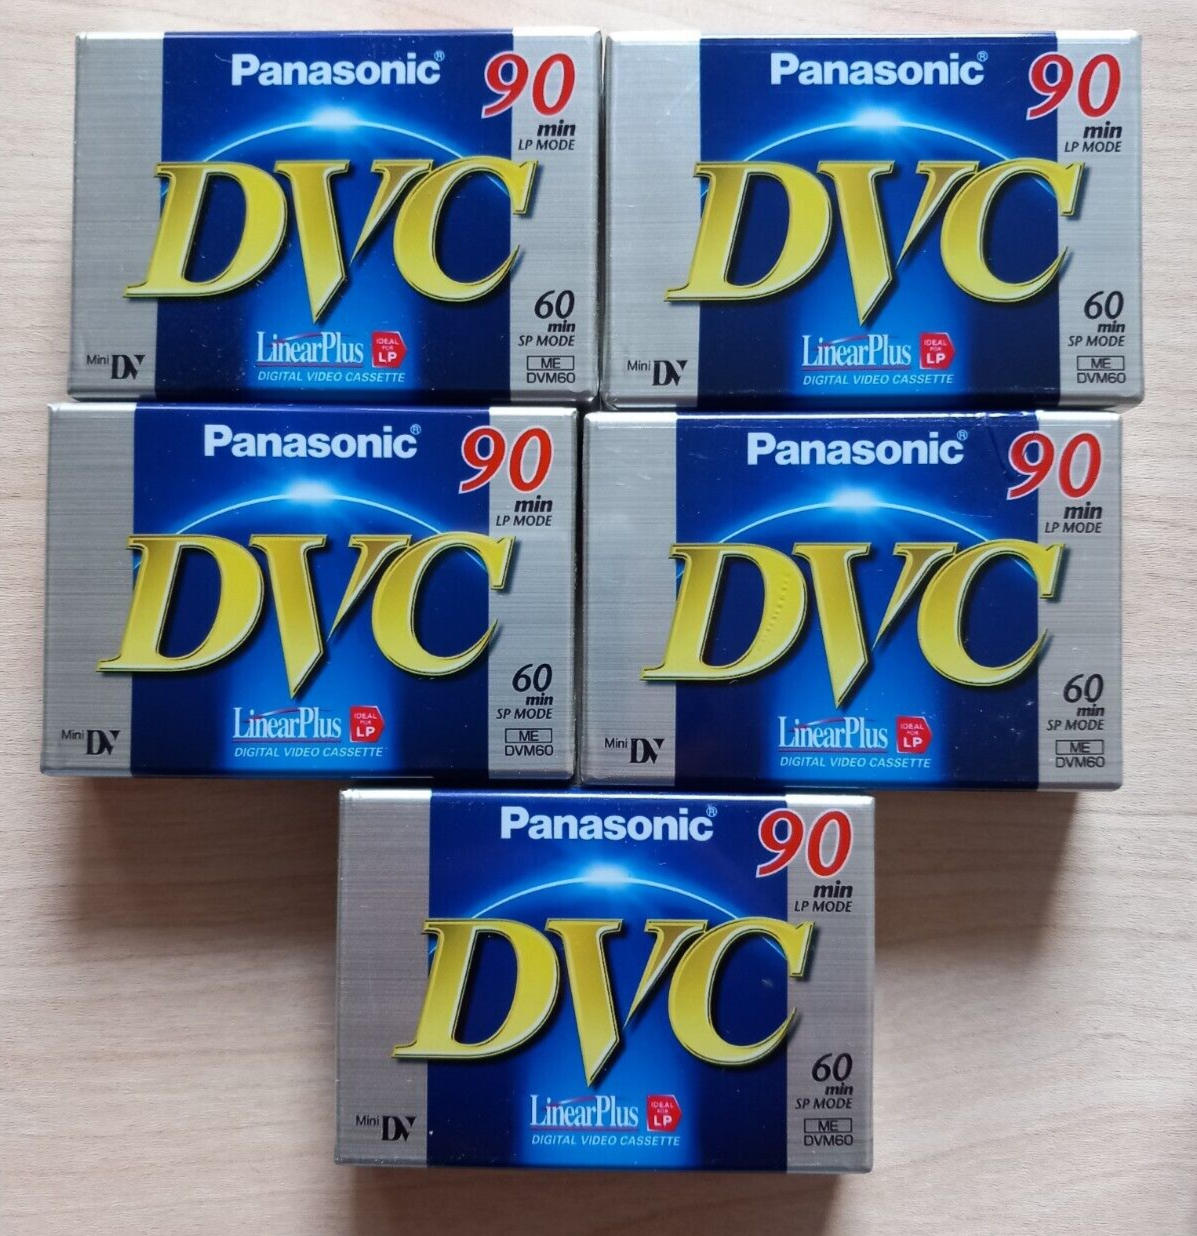 Panasonic®
90
min
LP MODE
DVC
60
min
SP MODE
LinearPlus
IDEAL
FOR
LP
DIGITAL VIDEO CASSETTE
Mini DV
ME
DVM60
Panasonic®
90
min
LP MODE
DVC
60
min
SP MODE
LinearPlus
IDEAL
FOR
LP
DIGITAL VIDEO CASSETTE
Mini DV
ME
DVM60
Panasonic®
90
min
LP MODE
DVC
60
min
SP MODE
LinearPlus
IDEAL
FOR
LP
DIGITAL VIDEO CASSETTE
Mini DV
ME
DVM60
Panasonic®
90
min
LP MODE
DVC
60
min
SP MODE
LinearPlus
IDEAL
FOR
LP
DIGITAL VIDEO CASSETTE
Mini DV
ME
DVM60
Panasonic®
90
min
LP MODE
DVC
60
min
SP MODE
LinearPlus
IDEAL
FOR
LP
DIGITAL VIDEO CASSETTE
Mini DV
ME
DVM60